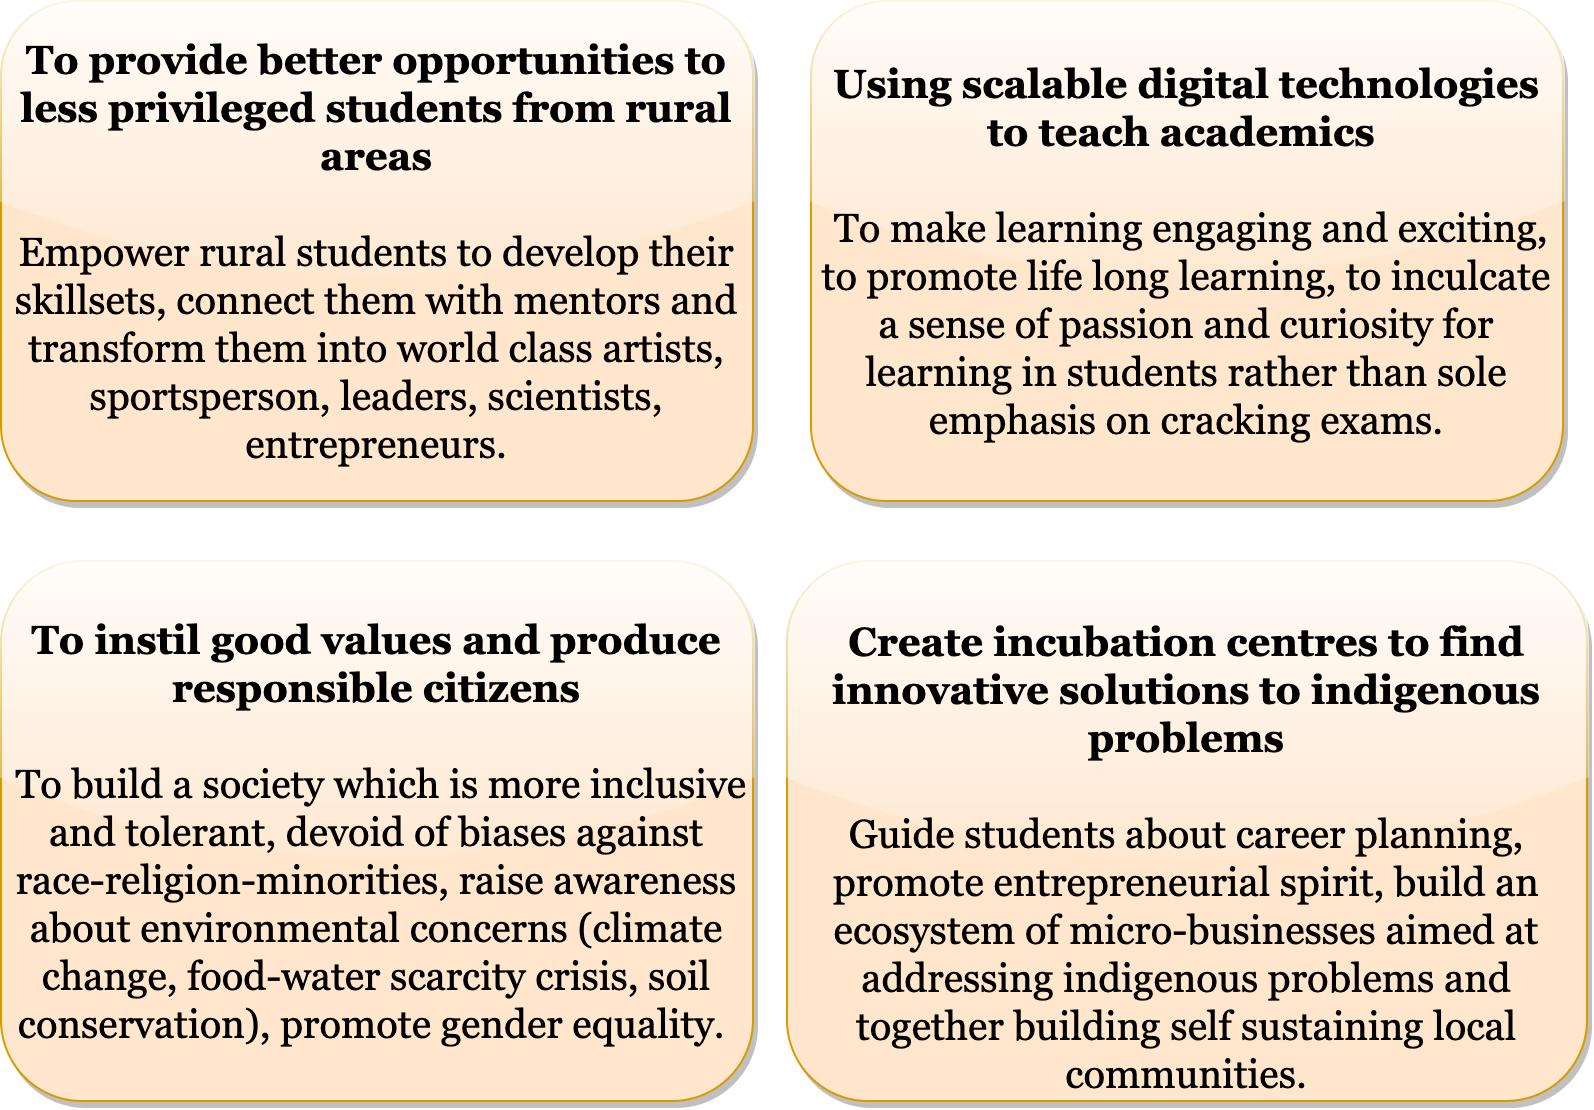 To provide better opportunities to
less privileged students from rural
areas
Empower rural students to develop their
skillsets, connect them with mentors and
transform them into world class artists,
sportsperson, leaders, scientists,
entrepreneurs.
Using scalable digital technologies
to teach academics
To make learning engaging and exciting,
to promote life long learning, to inculcate
a sense of passion and curiosity for
learning in students rather than sole
emphasis on cracking exams.
To instil good values and produce
responsible citizens
To build a society which is more inclusive
and tolerant, devoid of biases against
race-religion-minorities, raise awareness
about environmental concerns (climate
change, food-water scarcity crisis, soil
conservation), promote gender equality.
Create incubation centres to find
innovative solutions to indigenous
problems
Guide students about career planning,
promote entrepreneurial spirit, build an
ecosystem of micro-businesses aimed at
addressing indigenous problems and
together building self sustaining local
communities.